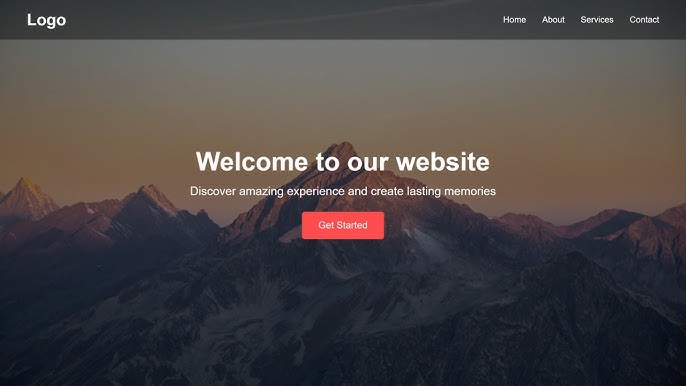 Logo
Home About Services Contact
Welcome to our website
Discover amazing experience and create lasting memories
Get Started